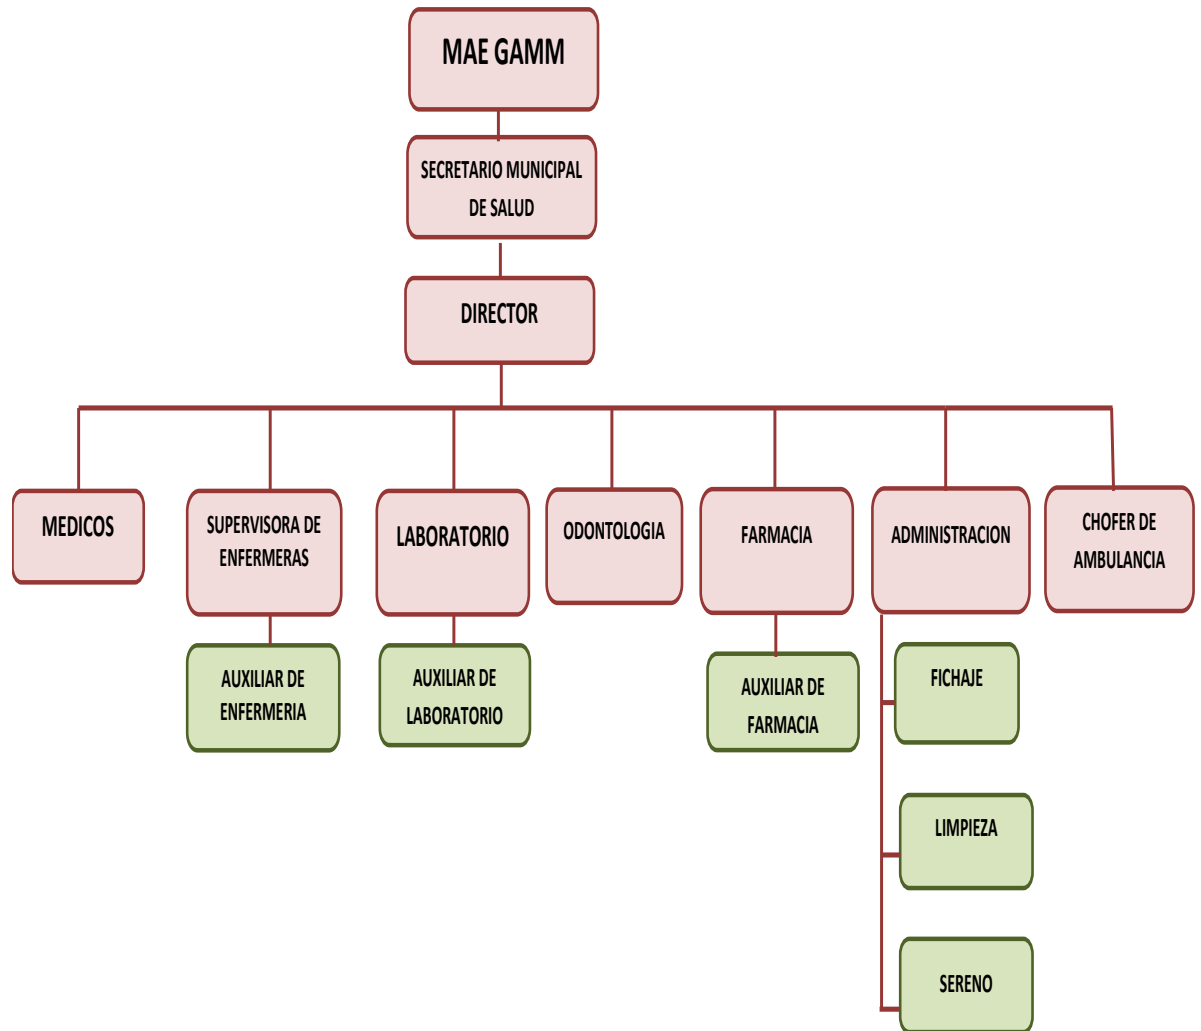 MAE GAMM
SECRETARIO MUNICIPAL
DE SALUD
DIRECTOR
MEDICOS
SUPERVISORA DE
ENFERMERAS
LABORATORIO
ODONTOLOGIA
FARMACIA
ADMINISTRACION
CHOFER DE
AMBULANCIA
AUXILIAR DE
ENFERMERIA
AUXILIAR DE
LABORATORIO
AUXILIAR DE
FARMACIA
FICHAJE
LIMPIEZA
SERENO